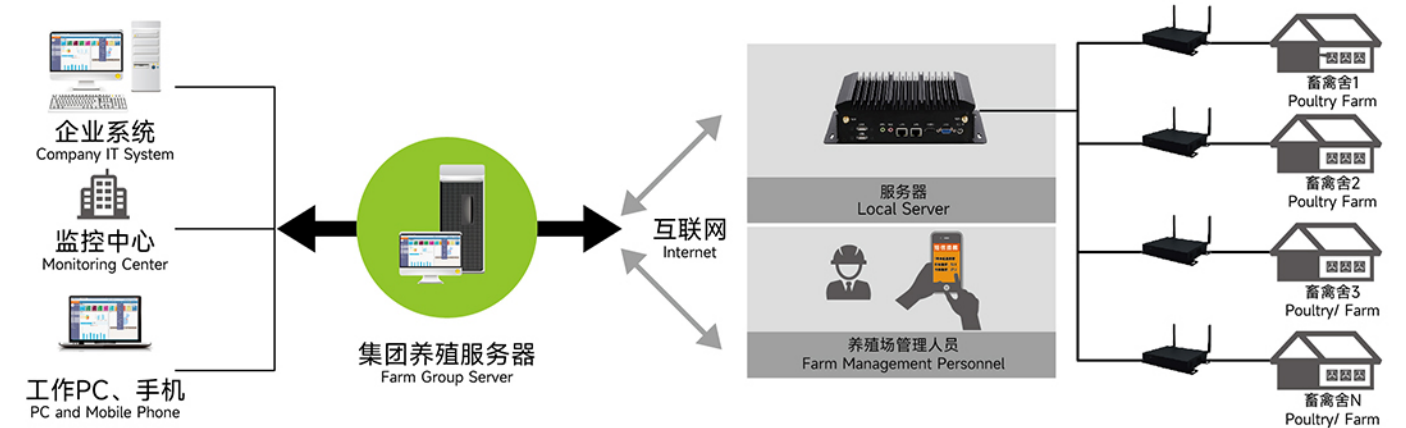 企业系统
Company IT System
监控中心
Monitoring Center
工作PC、手机
PC and Mobile Phone
集团养殖服务器
Farm Group Server
互联网
Internet
服务器
Local Server
养殖场管理人员
Farm Management Personnel
畜禽舍1
Poultry Farm
畜禽舍2
Poultry Farm
畜禽舍3
Poultry/ Farm
畜禽舍N
Poultry/ Farm